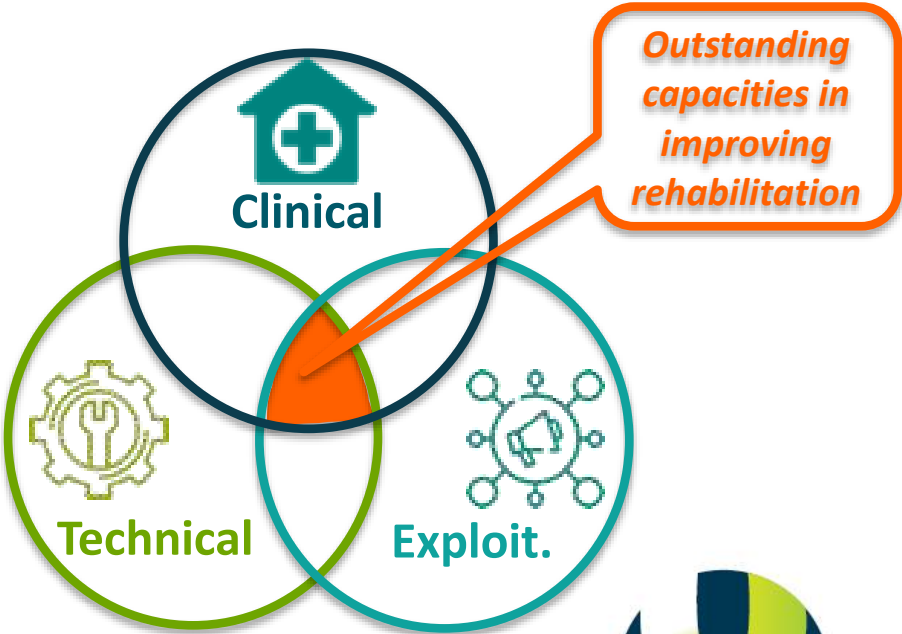 Outstanding
capacities in
improving
rehabilitation
Clinical
Technical
Exploit.